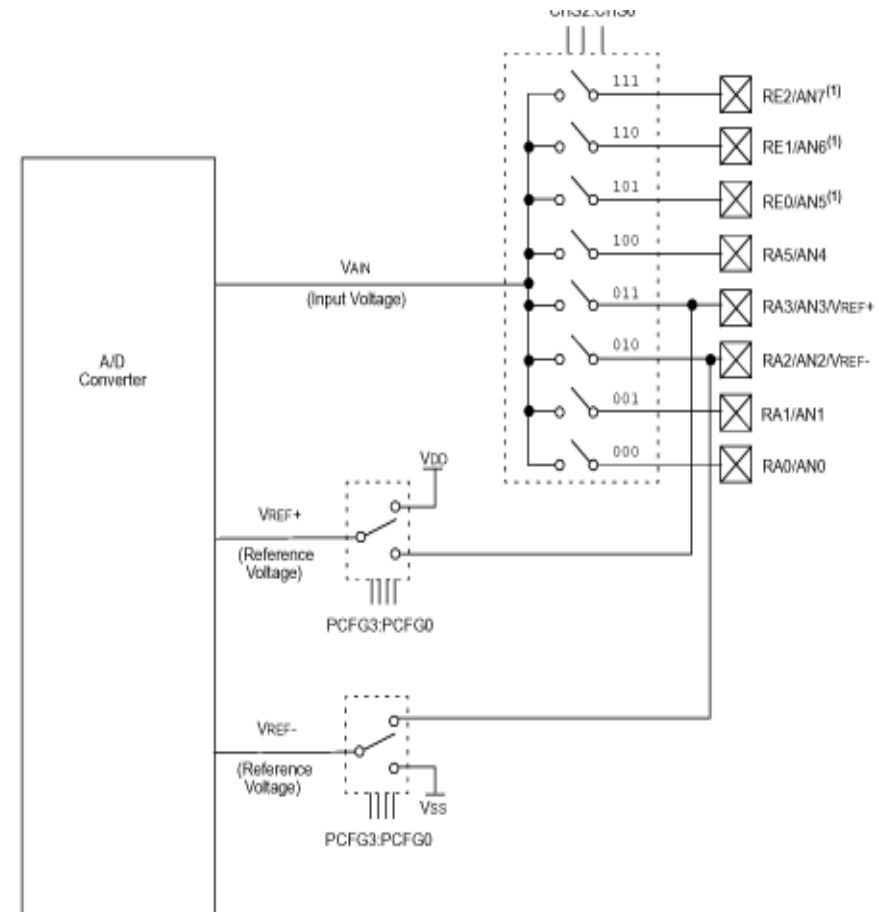 CHS2:CHS0
111
RE2/AN7(1)
110
RE1/AN6(1)
101
RE0/AN5(1)
100
RA5/AN4
VAIN
(Input Voltage)
011
RA3/AN3/VREF+
010
RA2/AN2/VREF-
A/D
Converter
001
RA1/AN1
000
RA0/AN0
VDD
VREF+
(Reference
Voltage)
PCFG3:PCFG0
VREF-
(Reference
Voltage)
VSS
PCFG3:PCFG0